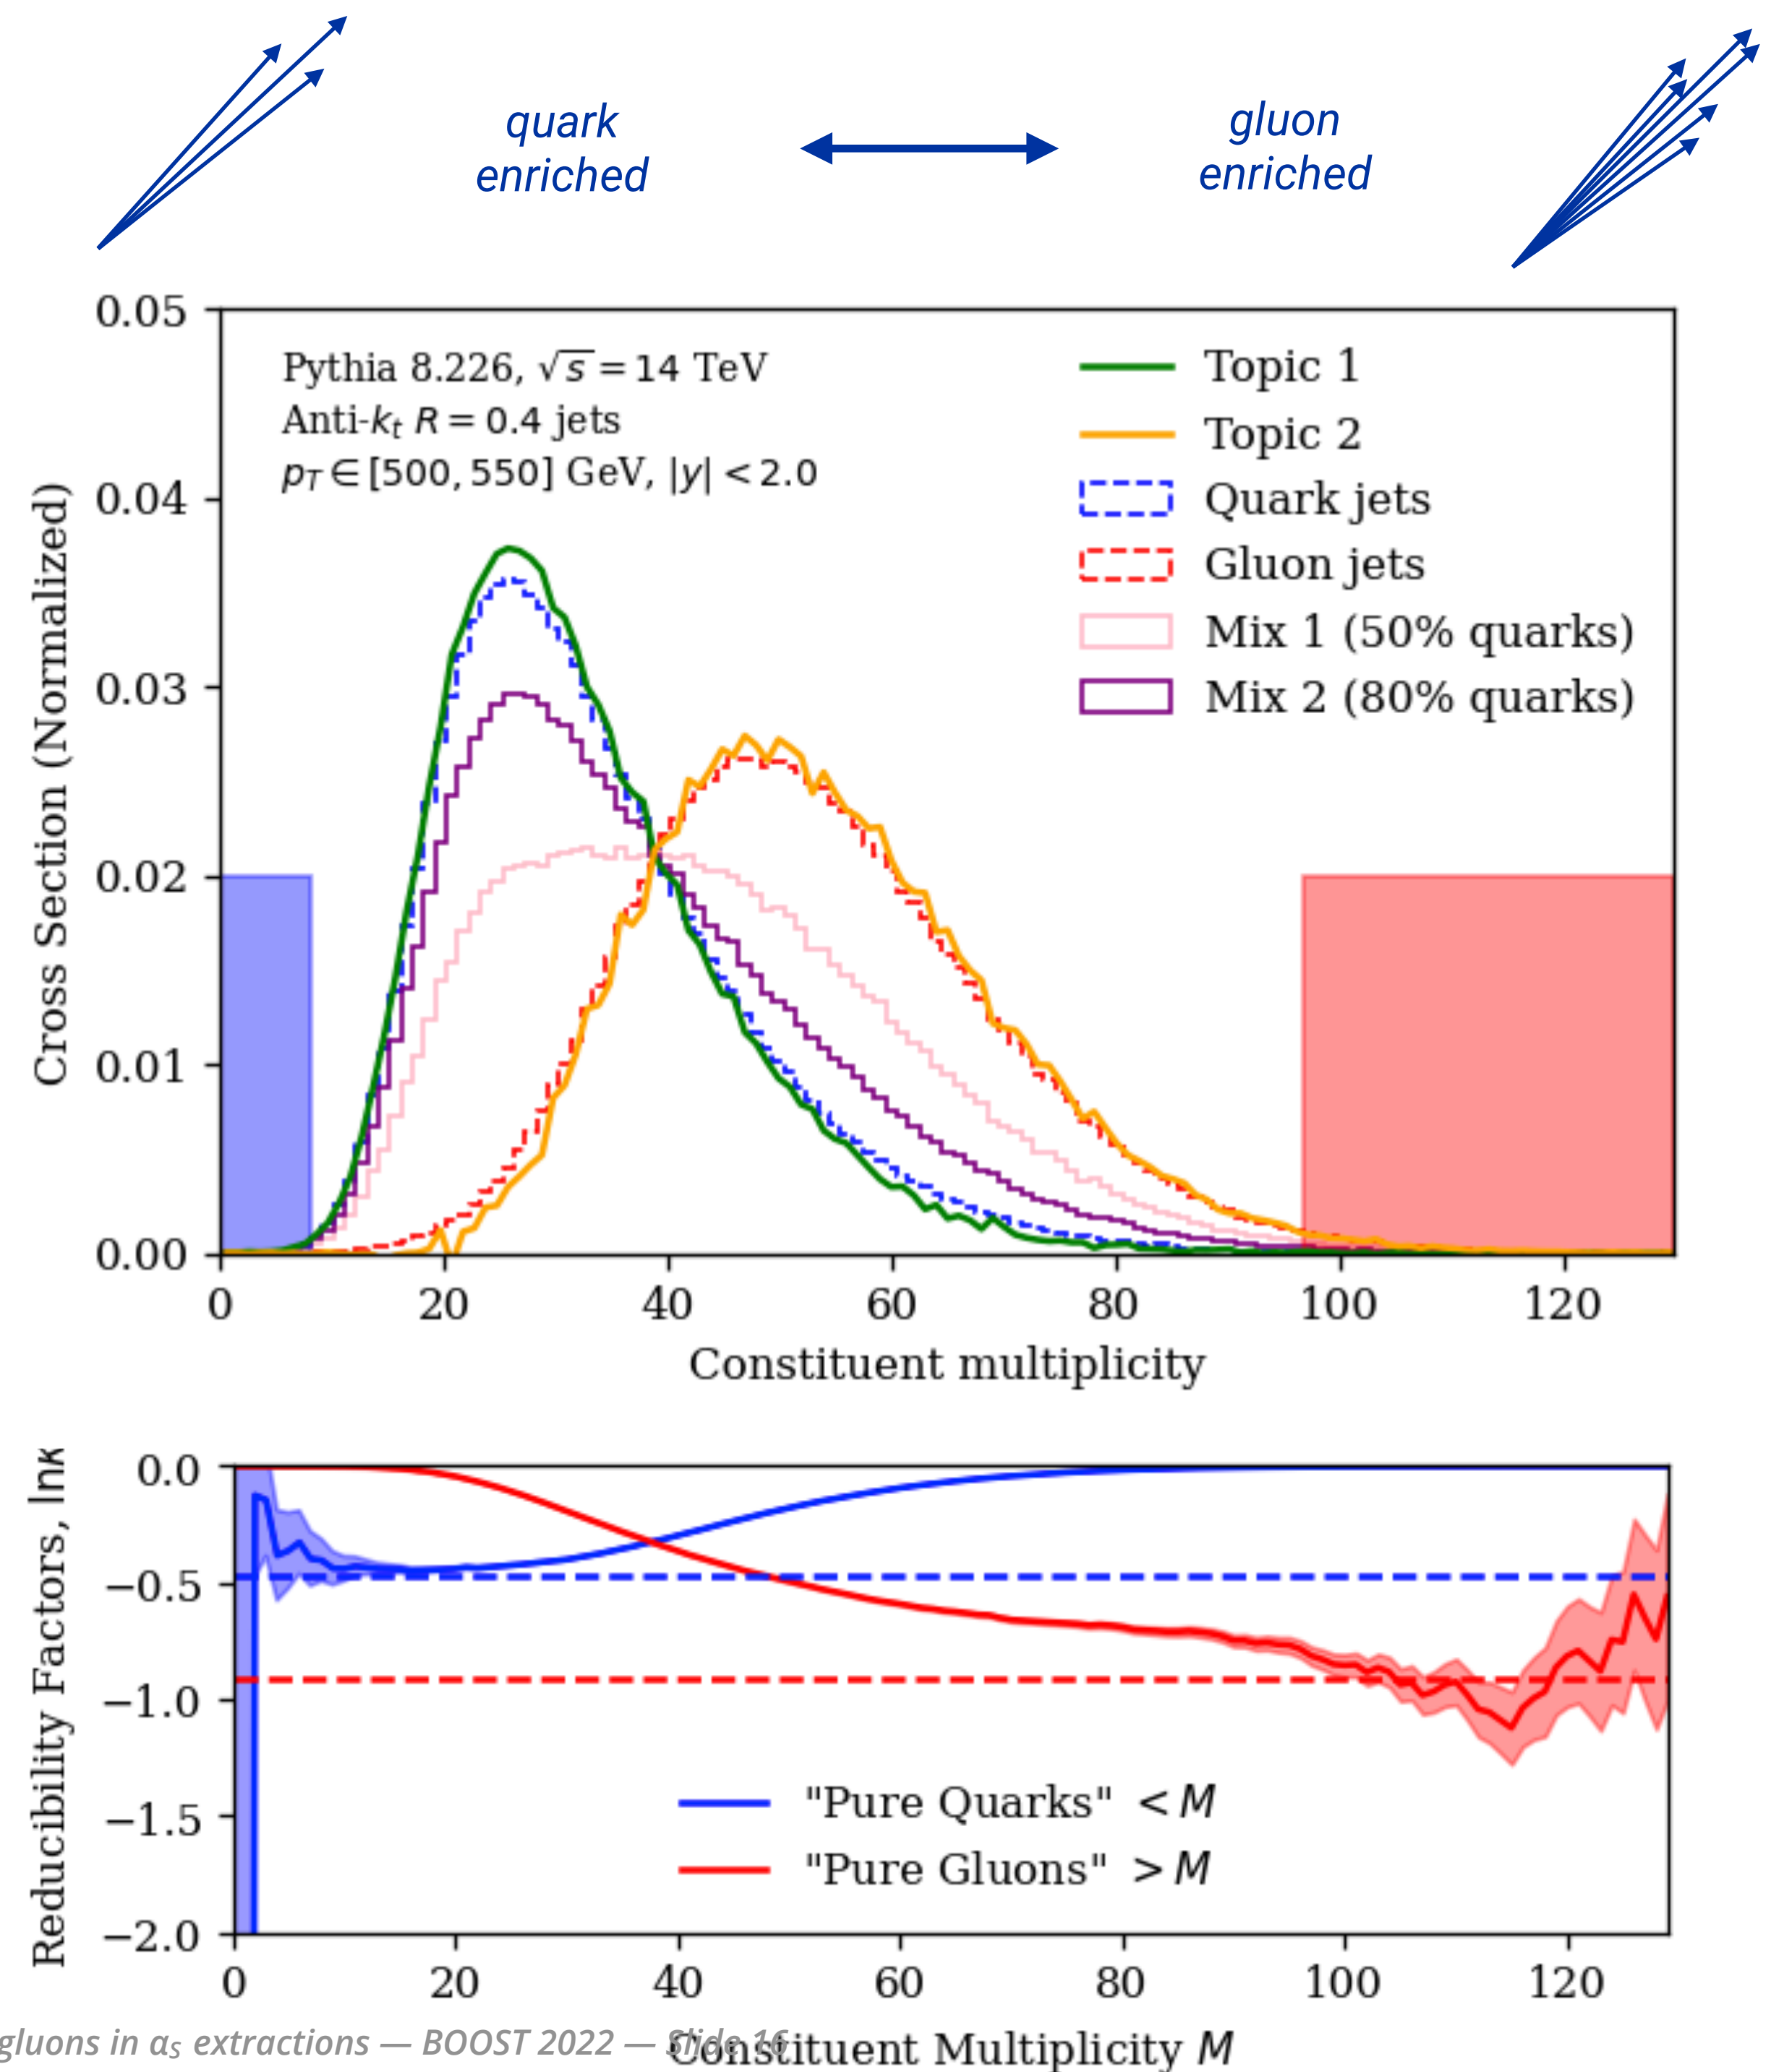 quark
enriched
gluon
enriched
0.05
0.04
0.03
0.02
0.01
0.00
Cross Section (Normalized)
Pythia 8.226, √s = 14 TeV
Anti-kt R = 0.4 jets
pT ∈ [500, 550] GeV, |y| < 2.0
Topic 1
Topic 2
Quark jets
Gluon jets
Mix 1 (50% quarks)
Mix 2 (80% quarks)
0 20 40 60 80 100 120
Constituent multiplicity
0.0
−0.5
−1.0
−1.5
−2.0
Reducibility Factors, lnκ
"Pure Quarks" < M
"Pure Gluons" > M
0 20 40 60 80 100 120
Constituent Multiplicity M
gluons in αs extractions — BOOST 2022 — Slide 16